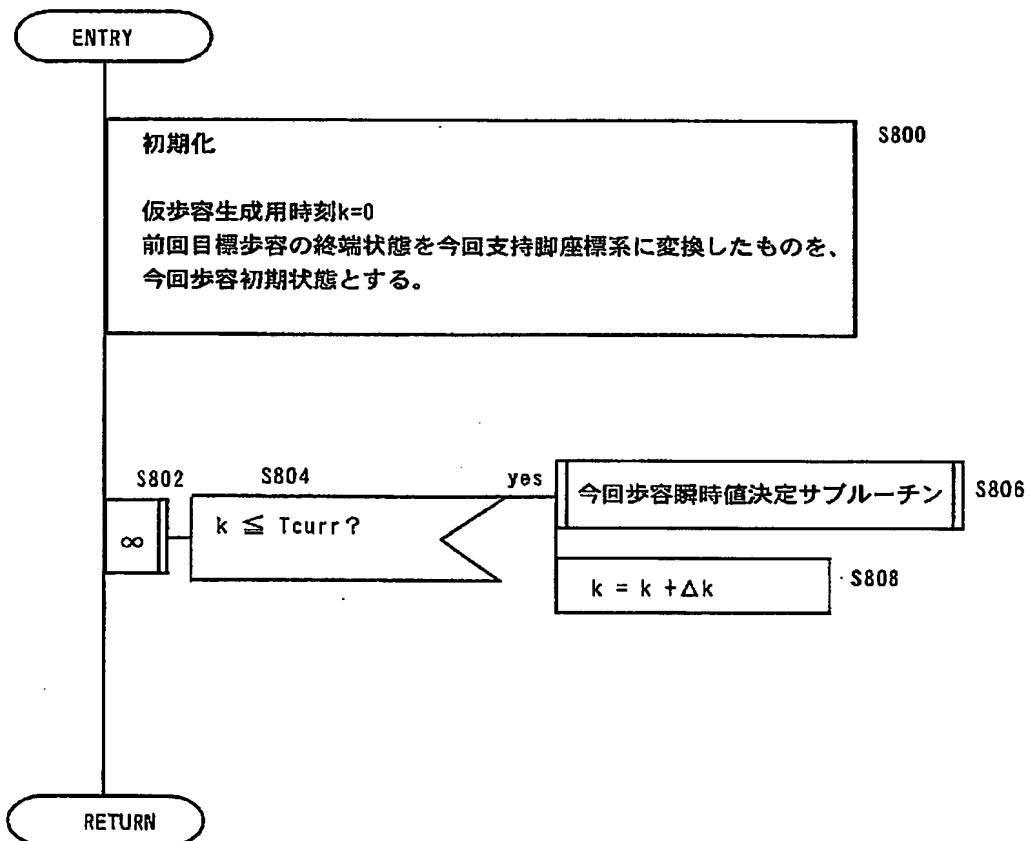 ENTRY
初期化
S800
仮歩容生成用時刻k=0
前回目標歩容の終端状態を今回支持脚座標系に変換したものを、
今回歩容初期状態とする。
S802
∞
S804
k ≦ Tcurr?
yes
今回歩容瞬時値決定サブルーチン
S806
k = k +Δk
S808
RETURN